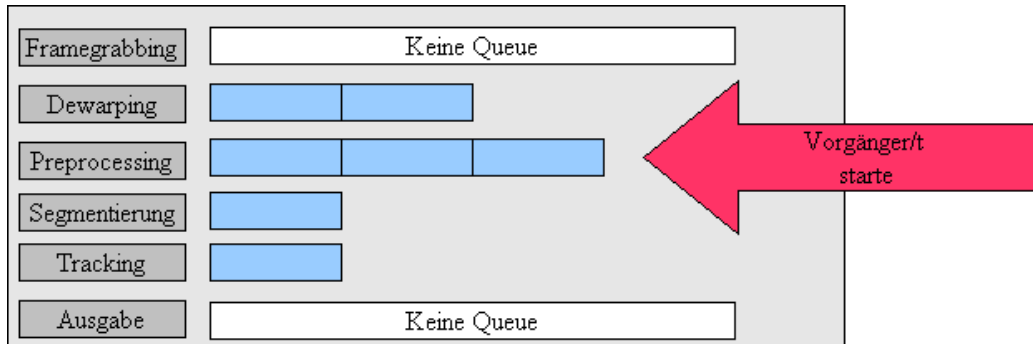 Framegrabbing
Keine Queue
Dewarping
Preprocessing
Vorgänger/t
starte
Segmentierung
Tracking
Ausgabe
Keine Queue